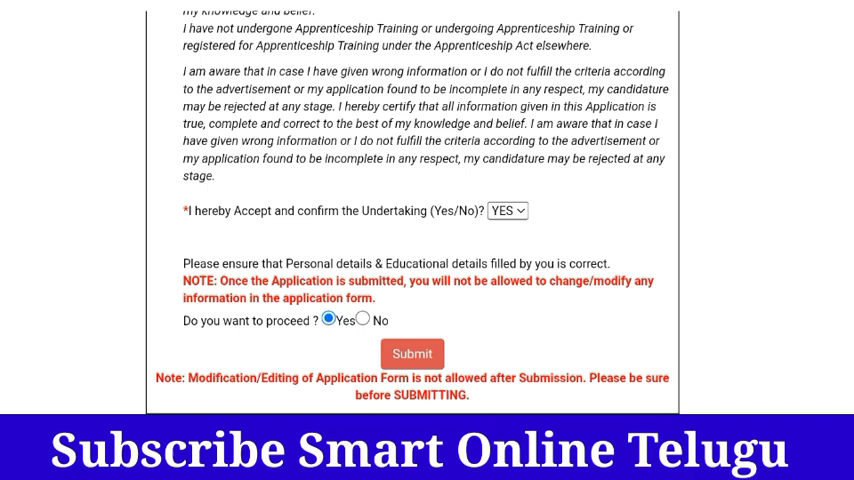 my knowledge and belief.
I have not undergone Apprenticeship Training or undergoing Apprenticeship Training or
registered for Apprenticeship Training under the Apprenticeship Act elsewhere.
I am aware that in case I have given wrong information or I do not fulfill the criteria according
to the advertisement or my application found to be incomplete in any respect, my candidature
may be rejected at any stage. I hereby certify that all information given in this Application is
true, complete and correct to the best of my knowledge and belief. I am aware that in case I
have given wrong information or I do not fulfill the criteria according to the advertisement or
my application found to be incomplete in any respect, my candidature may be rejected at any
stage.
*I hereby Accept and confirm the Undertaking (Yes/No)? YES
Please ensure that Personal details & Educational details filled by you is correct.
NOTE: Once the Application is submitted, you will not be allowed to change/modify any
information in the application form.
Do you want to proceed ? Yes No
Submit
Note: Modification/Editing of Application Form is not allowed after Submission. Please be sure
before SUBMITTING.
Subscribe Smart Online Telugu